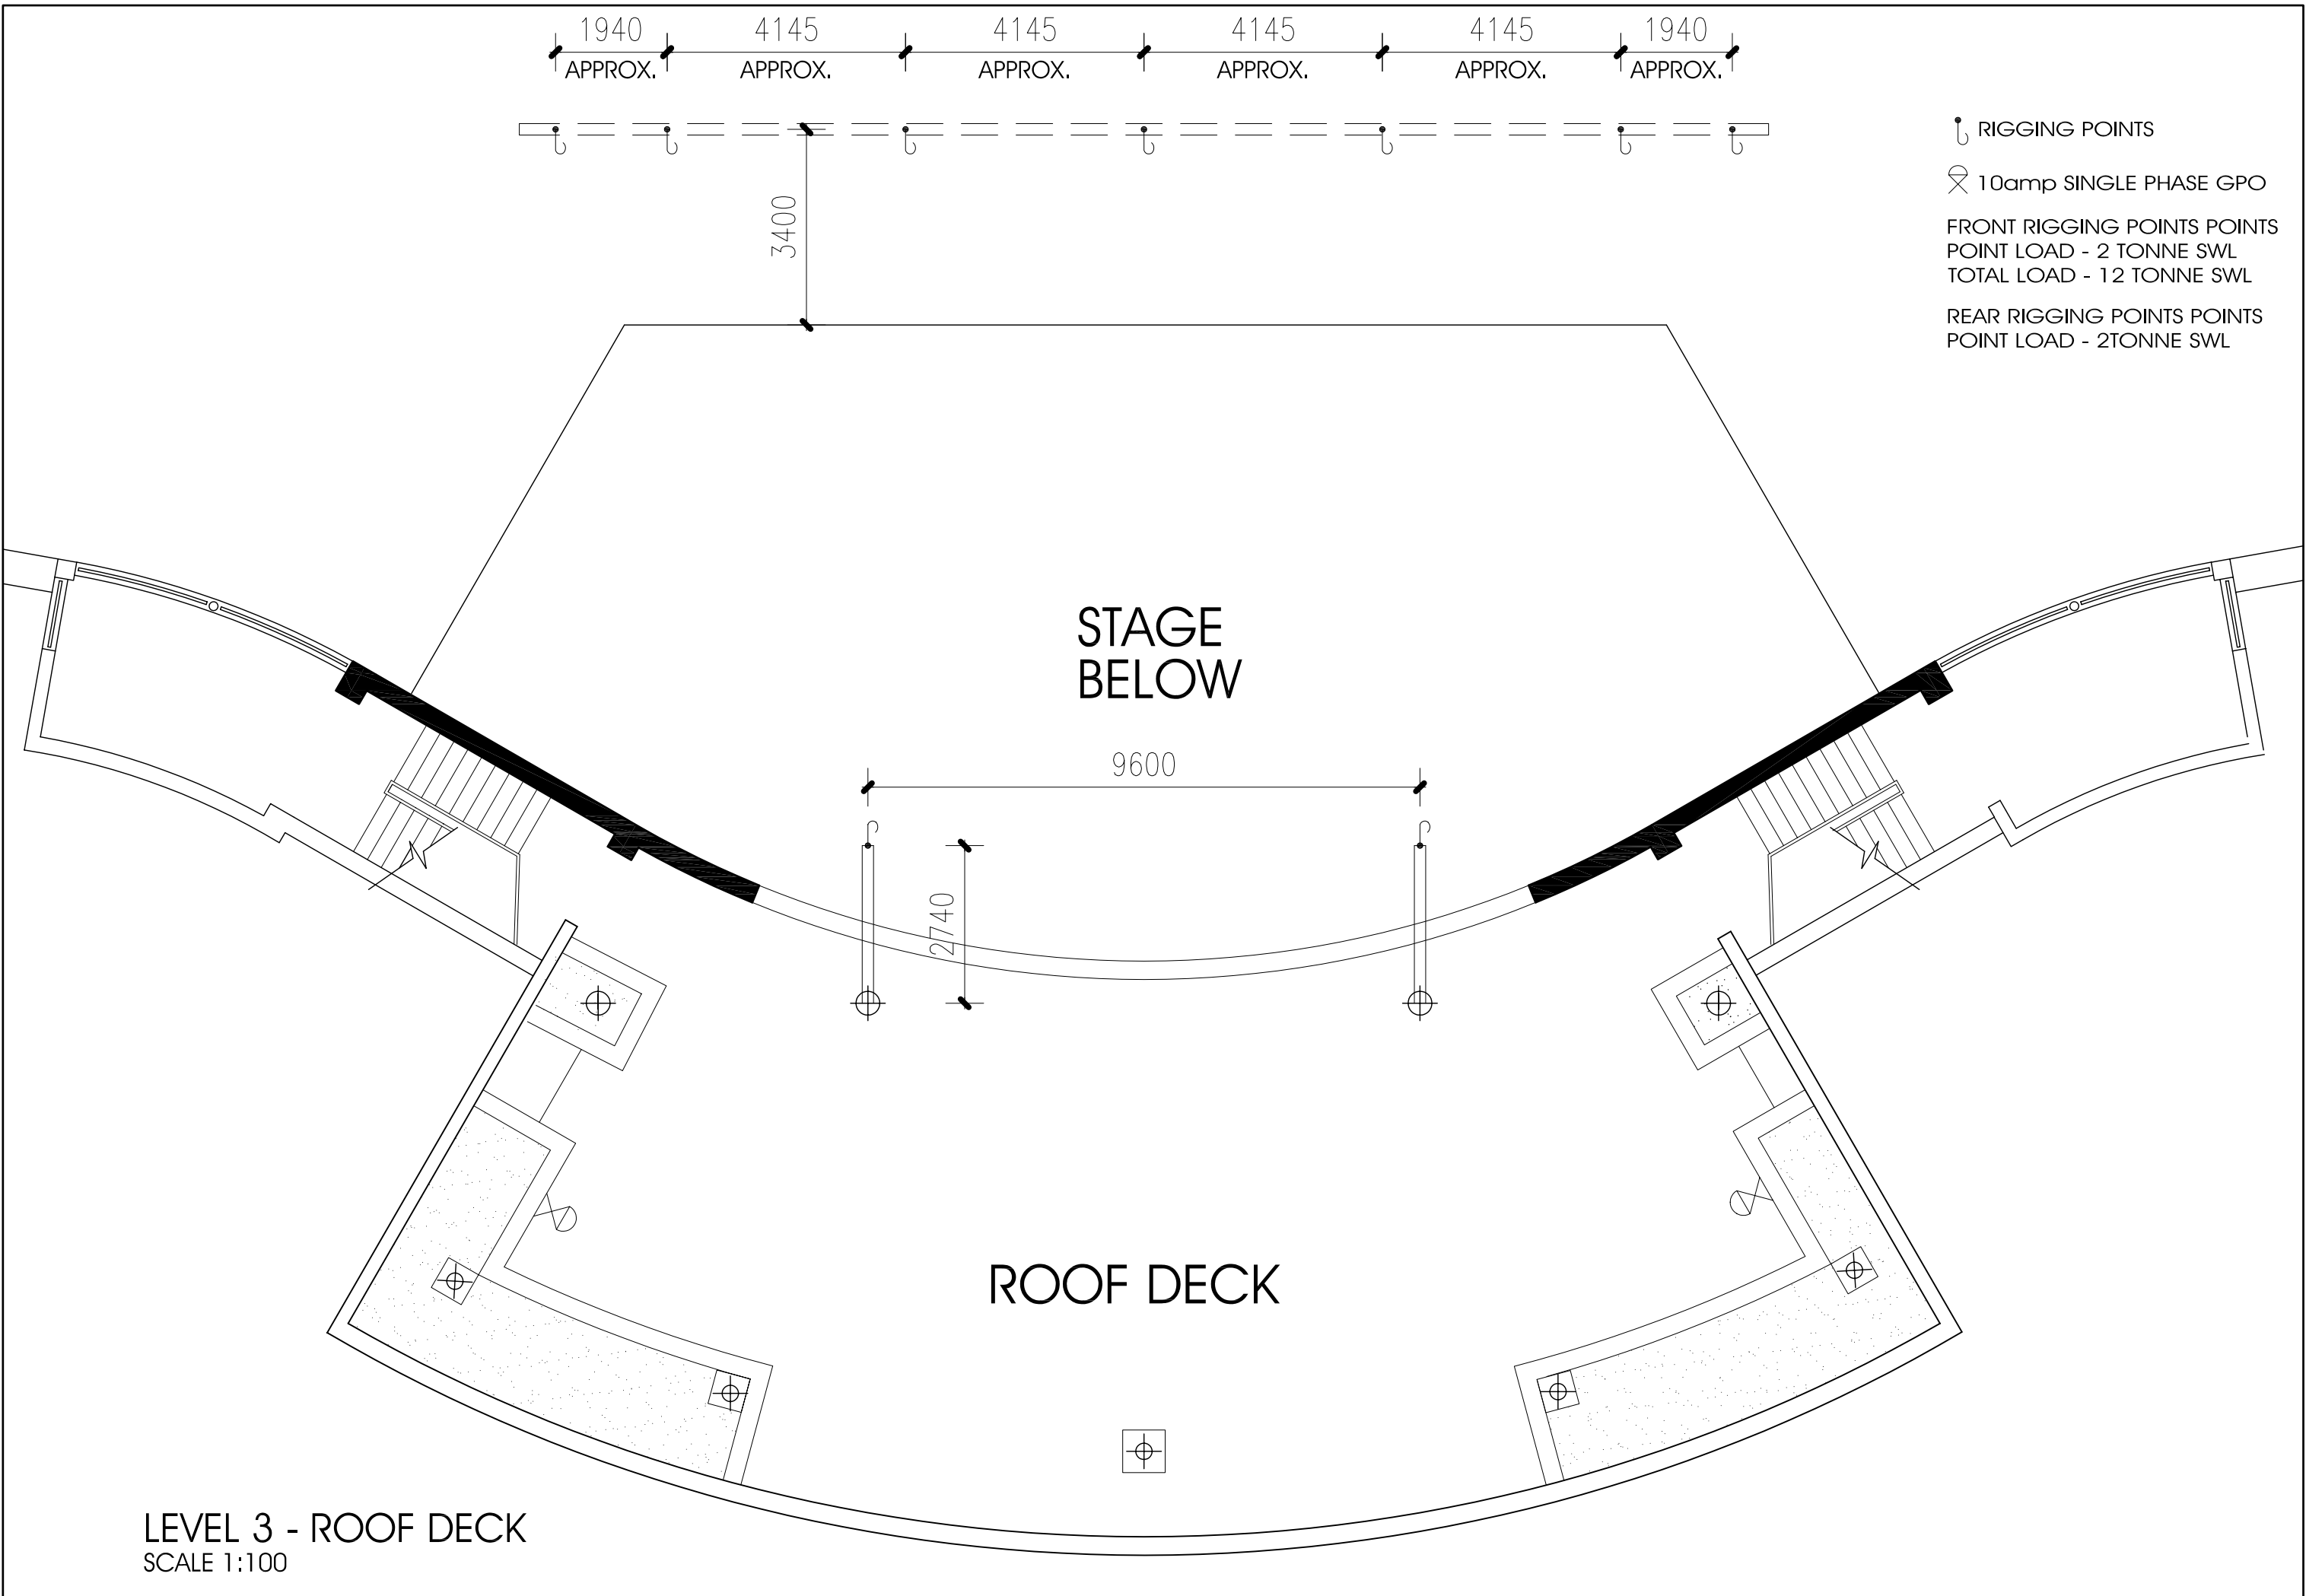 1940 4145 4145 4145 4145 1940
APPROX. APPROX. APPROX. APPROX. APPROX. APPROX.
RIGGING POINTS
10amp SINGLE PHASE GPO
FRONT RIGGING POINTS POINTS
POINT LOAD - 2 TONNE SWL
TOTAL LOAD - 12 TONNE SWL
REAR RIGGING POINTS POINTS
POINT LOAD - 2TONNE SWL
3400
STAGE
BELOW
9600
2740
ROOF DECK
LEVEL 3 - ROOF DECK
SCALE 1:100